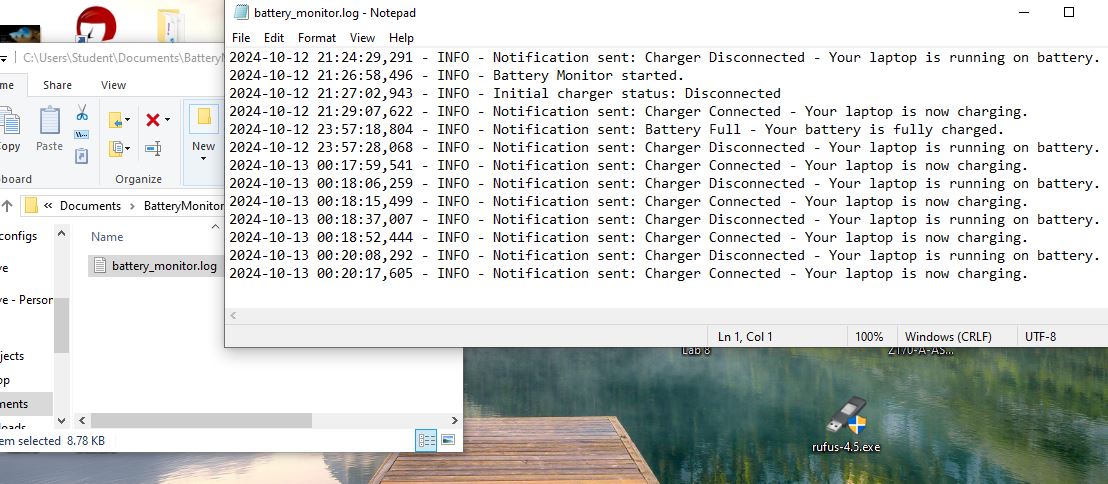 battery_monitor.log - Notepad
File Edit Format View Help
2024-10-12 21:24:29,291 - INFO - Notification sent: Charger Disconnected - Your laptop is running on battery.
2024-10-12 21:26:58,496 - INFO - Battery Monitor started.
2024-10-12 21:27:02,943 - INFO - Initial charger status: Disconnected
2024-10-12 21:29:07,622 - INFO - Notification sent: Charger Connected - Your laptop is now charging.
2024-10-12 23:57:18,804 - INFO - Notification sent: Battery Full - Your battery is fully charged.
2024-10-12 23:57:28,068 - INFO - Notification sent: Charger Disconnected - Your laptop is running on battery.
2024-10-13 00:17:59,541 - INFO - Notification sent: Charger Connected - Your laptop is now charging.
2024-10-13 00:18:06,259 - INFO - Notification sent: Charger Disconnected - Your laptop is running on battery.
2024-10-13 00:18:15,499 - INFO - Notification sent: Charger Connected - Your laptop is now charging.
2024-10-13 00:18:37,007 - INFO - Notification sent: Charger Disconnected - Your laptop is running on battery.
2024-10-13 00:18:52,444 - INFO - Notification sent: Charger Connected - Your laptop is now charging.
2024-10-13 00:20:08,292 - INFO - Notification sent: Charger Disconnected - Your laptop is running on battery.
2024-10-13 00:20:17,605 - INFO - Notification sent: Charger Connected - Your laptop is now charging.
Ln 1, Col 1 100% Windows (CRLF) UTF-8
C:\Users\Student\Documents\Battery
me Share View
opy Paste New
board Organize
« Documents > BatteryMonitor
configs Name
battery_monitor.log
ve
ve - Person
jects
op
ments
loads
em selected 8.78 KB
Lab 8
Z170-A-AS...
rufus-4.5.exe